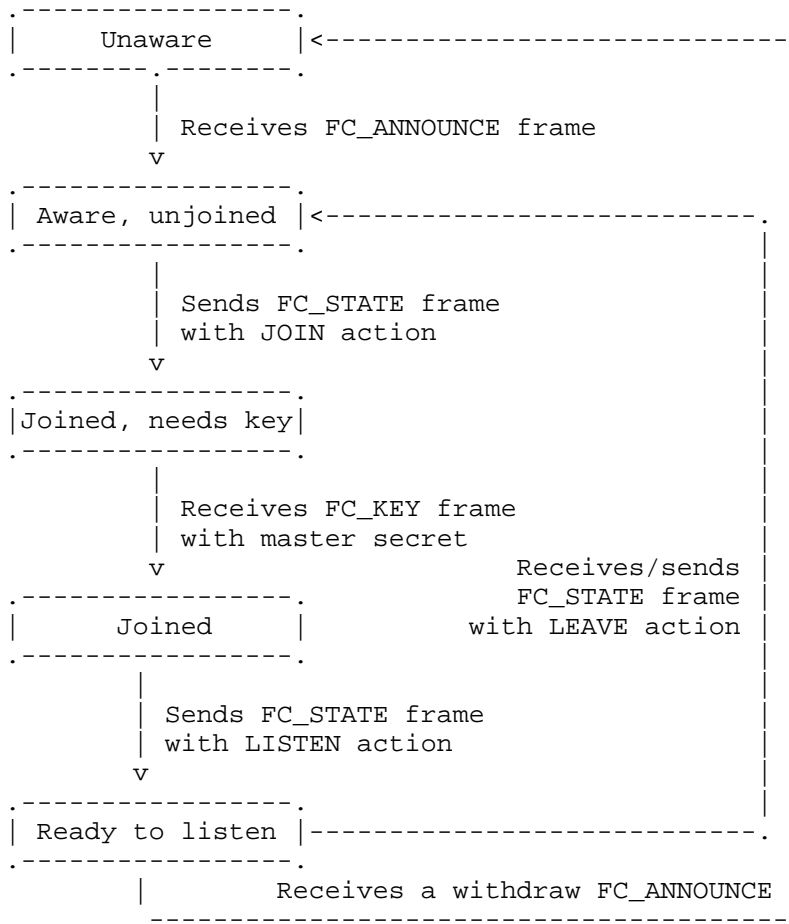 Unaware
Receives FC_ANNOUNCE frame
Aware, unjoined
Sends FC_STATE frame
with JOIN action
Joined, needs key
Receives FC_KEY frame
with master secret
Receives/sends
FC_STATE frame
Joined with LEAVE action
Sends FC_STATE frame
with LISTEN action
Ready to listen
Receives a withdraw FC_ANNOUNCE